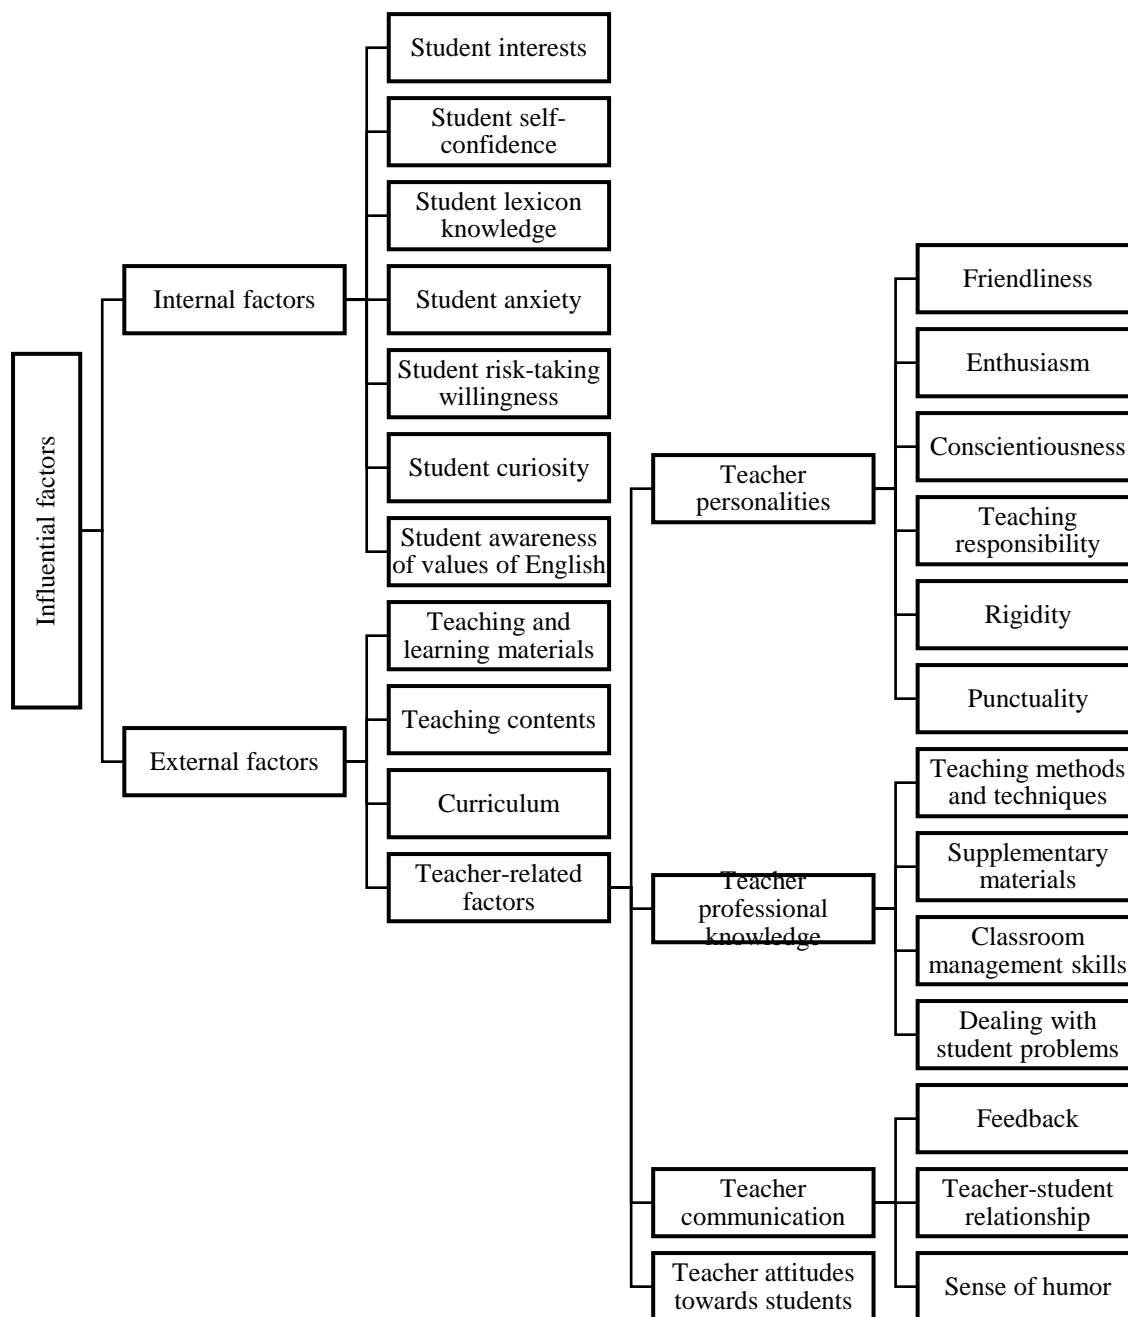 Influential factors
Internal factors
Student interests
Student self-
confidence
Student lexicon
knowledge
Student anxiety
Student risk-taking
willingness
Student curiosity
Student awareness
of values of English
External factors
Teaching and
learning materials
Teaching contents
Curriculum
Teacher-related
factors
Teacher
personalities
Friendliness
Enthusiasm
Conscientiousness
Teaching
responsibility
Rigidity
Punctuality
Teacher
professional
knowledge
Teaching methods
and techniques
Supplementary
materials
Classroom
management skills
Dealing with
student problems
Teacher
communication
Feedback
Teacher-student
relationship
Sense of humor
Teacher attitudes
towards students